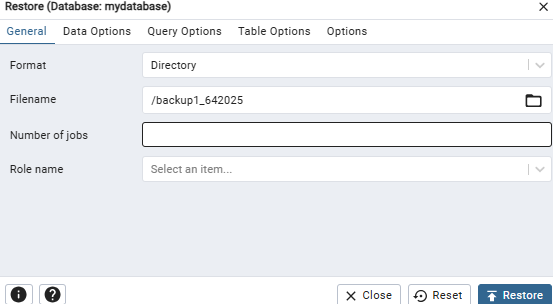 Restore (Database: mydatabase)
General Data Options Query Options Table Options Options
Format Directory
Filename /backup1_642025
Number of jobs
Role name Select an item...
Close Reset Restore